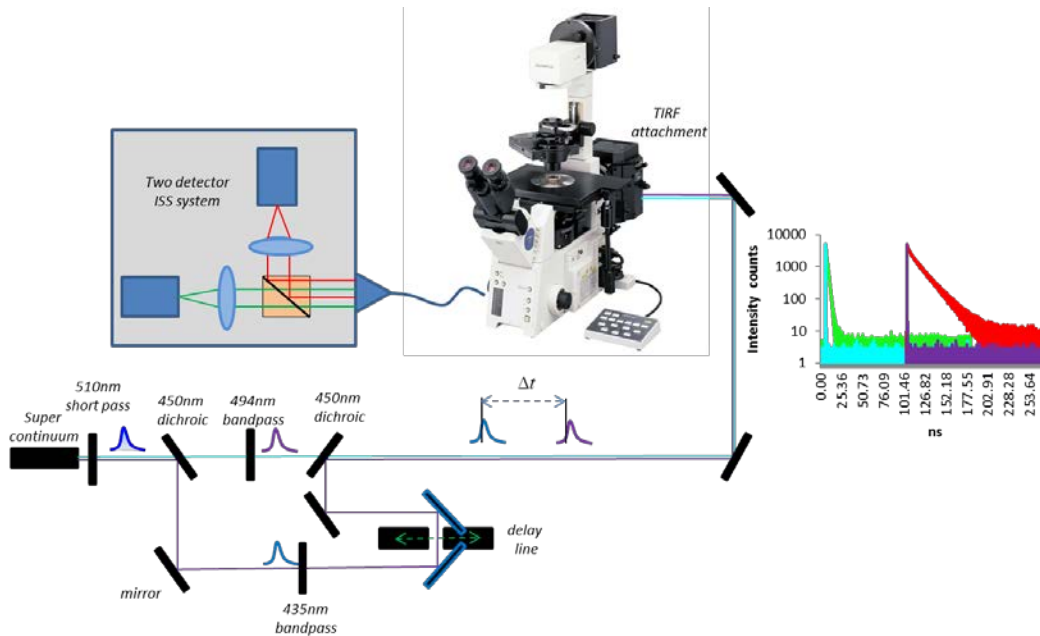 TIRF
attachment
Two detector
ISS system
510nm
short pass
450nm
dichroic
494nm
bandpass
450nm
dichroic
Δt
Super
continuum
mirror
435nm
bandpass
delay
line
Intensity counts
10000
1000
100
10
1
0.00
25.36
50.73
76.09
101.46
126.82
152.18
177.55
202.91
228.28
253.64
ns